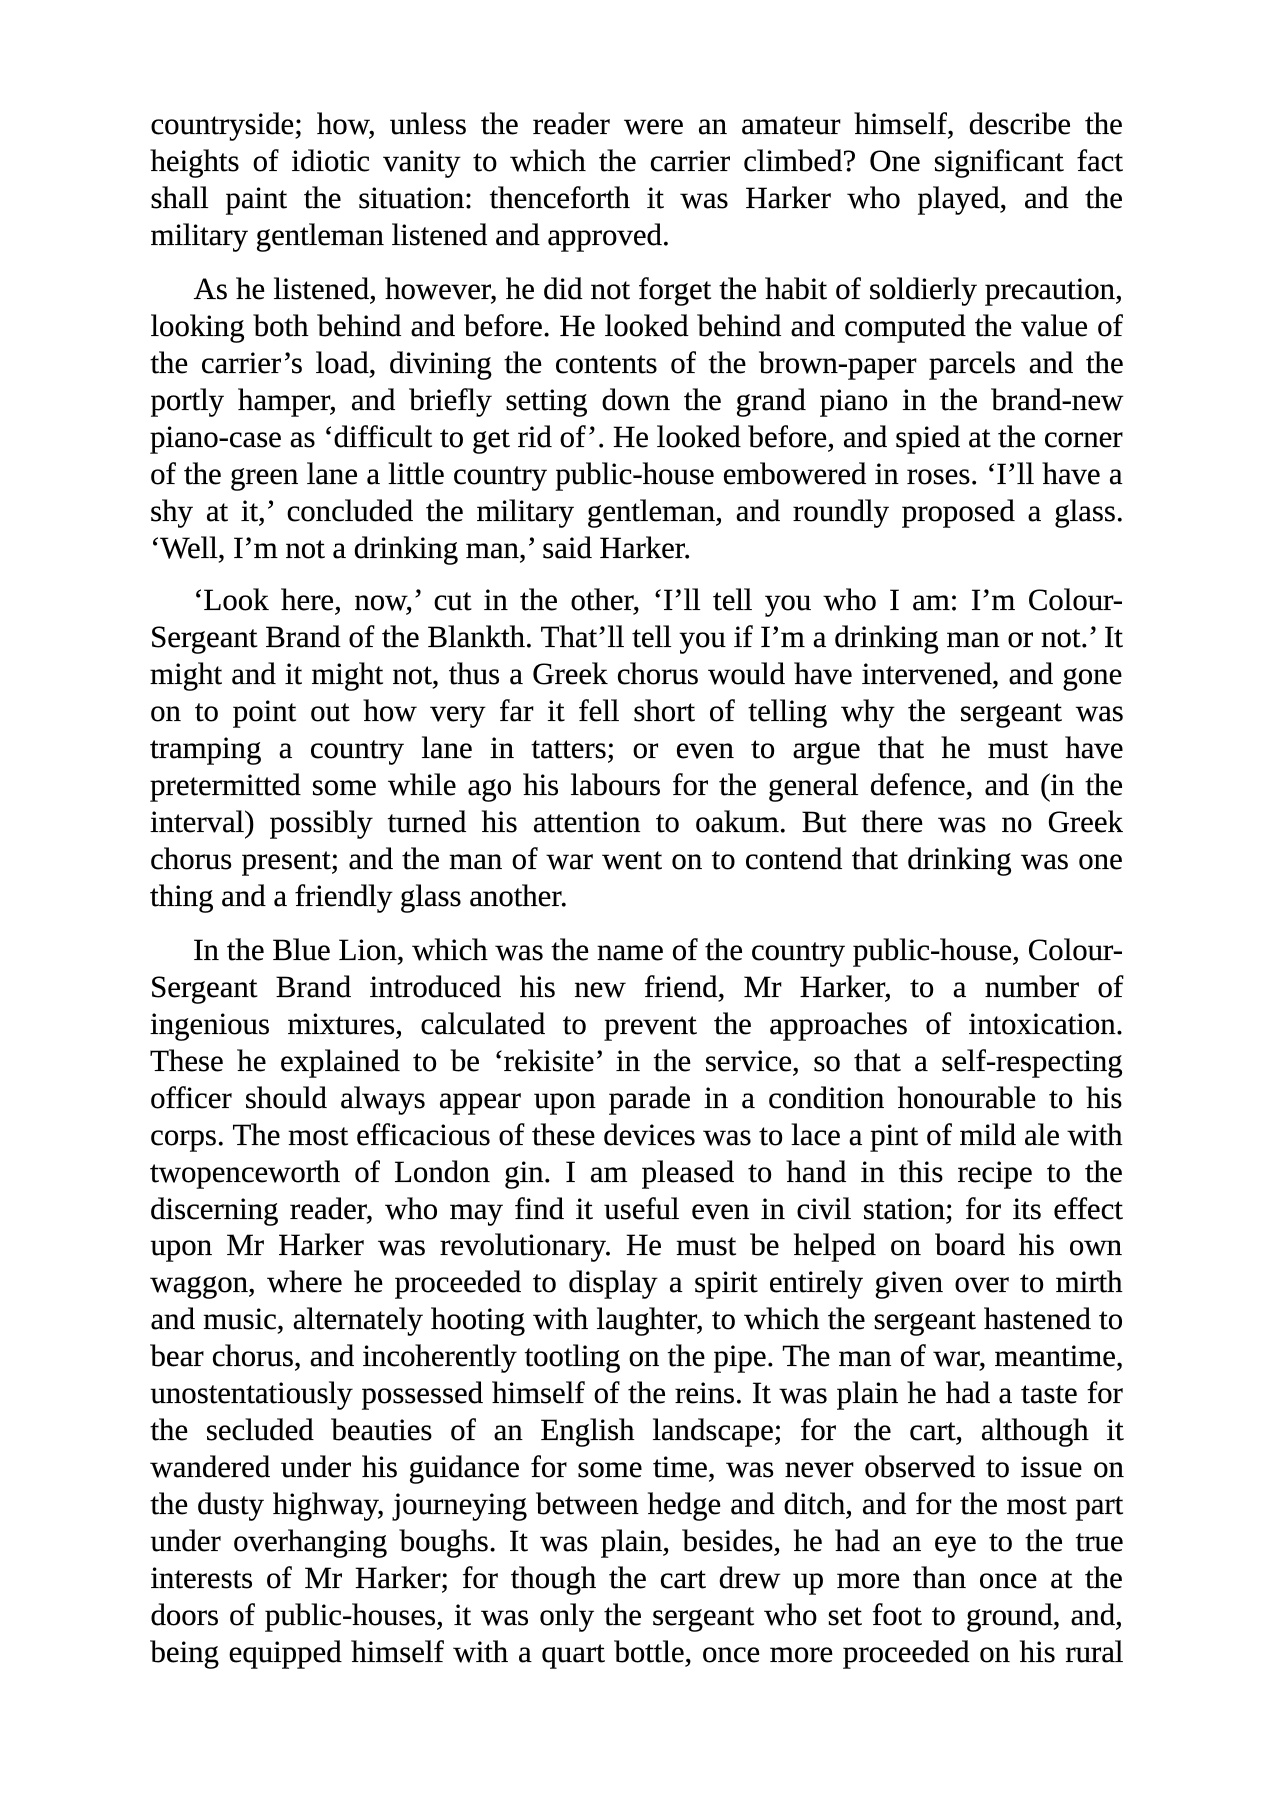 countryside; how, unless the reader were an amateur himself, describe the
heights of idiotic vanity to which the carrier climbed? One significant fact
shall paint the situation: thenceforth it was Harker who played, and the
military gentleman listened and approved.
As he listened, however, he did not forget the habit of soldierly precaution,
looking both behind and before. He looked behind and computed the value of
the carrier’s load, divining the contents of the brown-paper parcels and the
portly hamper, and briefly setting down the grand piano in the brand-new
piano-case as ‘difficult to get rid of’. He looked before, and spied at the corner
of the green lane a little country public-house embowered in roses. ‘I’ll have a
shy at it,’ concluded the military gentleman, and roundly proposed a glass.
‘Well, I’m not a drinking man,’ said Harker.
‘Look here, now,’ cut in the other, ‘I’ll tell you who I am: I’m Colour-
Sergeant Brand of the Blankth. That’ll tell you if I’m a drinking man or not.’ It
might and it might not, thus a Greek chorus would have intervened, and gone
on to point out how very far it fell short of telling why the sergeant was
tramping a country lane in tatters; or even to argue that he must have
pretermitted some while ago his labours for the general defence, and (in the
interval) possibly turned his attention to oakum. But there was no Greek
chorus present; and the man of war went on to contend that drinking was one
thing and a friendly glass another.
In the Blue Lion, which was the name of the country public-house, Colour-
Sergeant Brand introduced his new friend, Mr Harker, to a number of
ingenious mixtures, calculated to prevent the approaches of intoxication.
These he explained to be ‘rekisite’ in the service, so that a self-respecting
officer should always appear upon parade in a condition honourable to his
corps. The most efficacious of these devices was to lace a pint of mild ale with
twopenceworth of London gin. I am pleased to hand in this recipe to the
discerning reader, who may find it useful even in civil station; for its effect
upon Mr Harker was revolutionary. He must be helped on board his own
waggon, where he proceeded to display a spirit entirely given over to mirth
and music, alternately hooting with laughter, to which the sergeant hastened to
bear chorus, and incoherently tootling on the pipe. The man of war, meantime,
unostentatiously possessed himself of the reins. It was plain he had a taste for
the secluded beauties of an English landscape; for the cart, although it
wandered under his guidance for some time, was never observed to issue on
the dusty highway, journeying between hedge and ditch, and for the most part
under overhanging boughs. It was plain, besides, he had an eye to the true
interests of Mr Harker; for though the cart drew up more than once at the
doors of public-houses, it was only the sergeant who set foot to ground, and,
being equipped himself with a quart bottle, once more proceeded on his rural